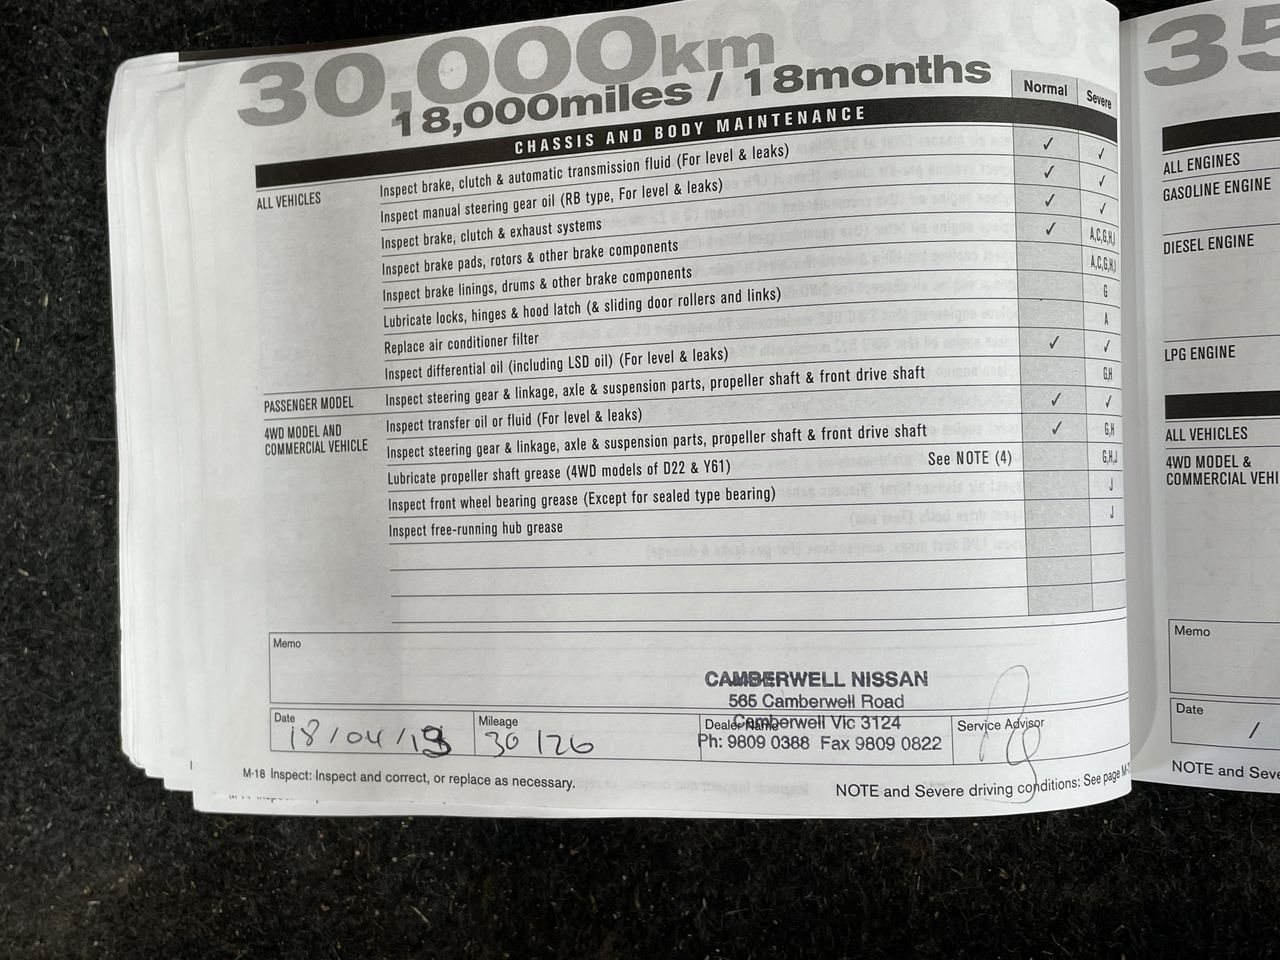 30,000km
18,000miles / 18months
Normal Severe
CHASSIS AND BODY MAINTENANCE
ALL VEHICLES Inspect brake, clutch & automatic transmission fluid (For level & leaks) ✓ ✓
Inspect manual steering gear oil (RB type, For level & leaks) ✓ ✓
Inspect brake, clutch & exhaust systems ✓ ✓
Inspect brake pads, rotors & other brake components ✓ A,C,G,H,I
Inspect brake linings, drums & other brake components A,C,G,H,I
Lubricate locks, hinges & hood latch (& sliding door rollers and links) G
Replace air conditioner filter A
Inspect differential oil (including LSD oil) (For level & leaks) ✓ ✓
PASSENGER MODEL Inspect steering gear & linkage, axle & suspension parts, propeller shaft & front drive shaft G,H
4WD MODEL AND COMMERCIAL VEHICLE Inspect transfer oil or fluid (For level & leaks) ✓ ✓
Inspect steering gear & linkage, axle & suspension parts, propeller shaft & front drive shaft ✓ G,H
Lubricate propeller shaft grease (4WD models of D22 & Y61) See NOTE (4) G,H,J
Inspect front wheel bearing grease (Except for sealed type bearing) J
Inspect free-running hub grease J
Memo
CAMBERWELL NISSAN
565 Camberwell Road
Camberwell Vic 3124
Ph: 9809 0388 Fax 9809 0822
Date 18/04/13
Mileage 30 126
Dealer Name
Service Advisor
M-18 Inspect: Inspect and correct, or replace as necessary.
NOTE and Severe driving conditions: See page M-
35
ALL ENGINES
GASOLINE ENGINE
DIESEL ENGINE
LPG ENGINE
ALL VEHICLES
4WD MODEL &
COMMERCIAL VEHI
Memo
Date
/
NOTE and Seve